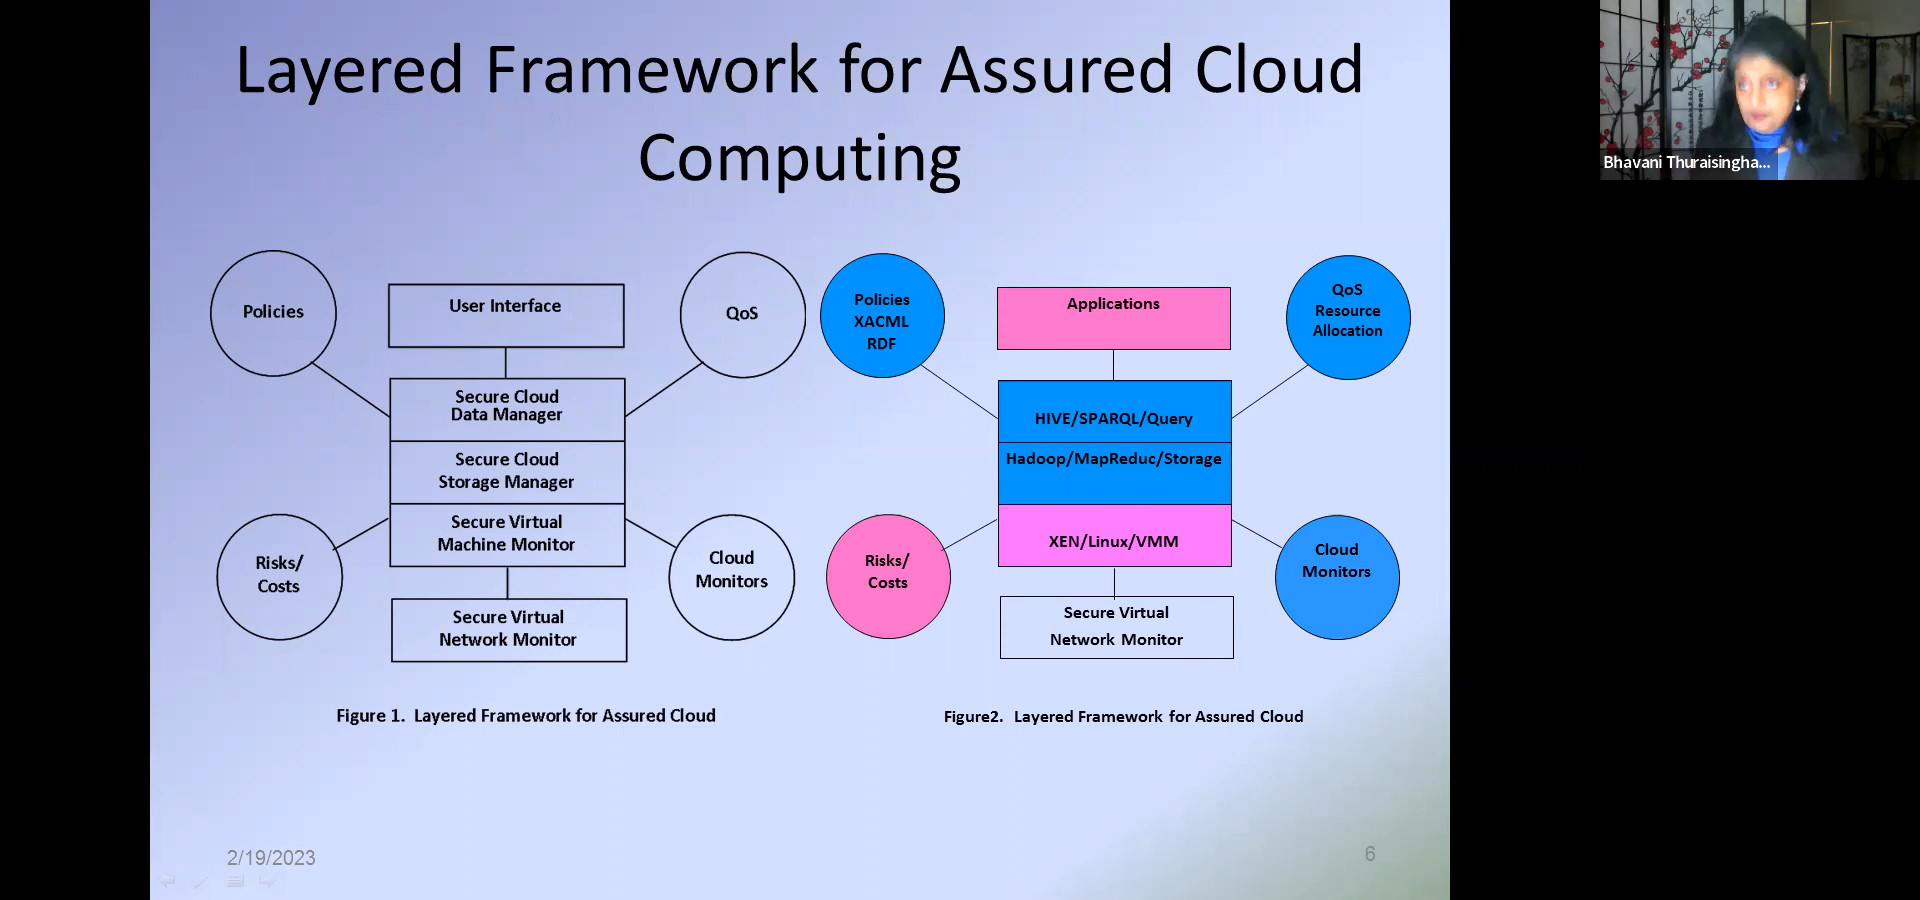 Layered Framework for Assured Cloud
Computing
Policies
User Interface
QoS
Secure Cloud
Data Manager
Secure Cloud
Storage Manager
Secure Virtual
Machine Monitor
Risks/
Costs
Cloud
Monitors
Secure Virtual
Network Monitor
Figure 1. Layered Framework for Assured Cloud
Policies
XACML
RDF
Applications
QoS
Resource
Allocation
HIVE/SPARQL/Query
Hadoop/MapReduc/Storage
XEN/Linux/VMM
Risks/
Costs
Cloud
Monitors
Secure Virtual
Network Monitor
Figure2. Layered Framework for Assured Cloud
2/19/2023
6
Bhavani Thuraisingha...